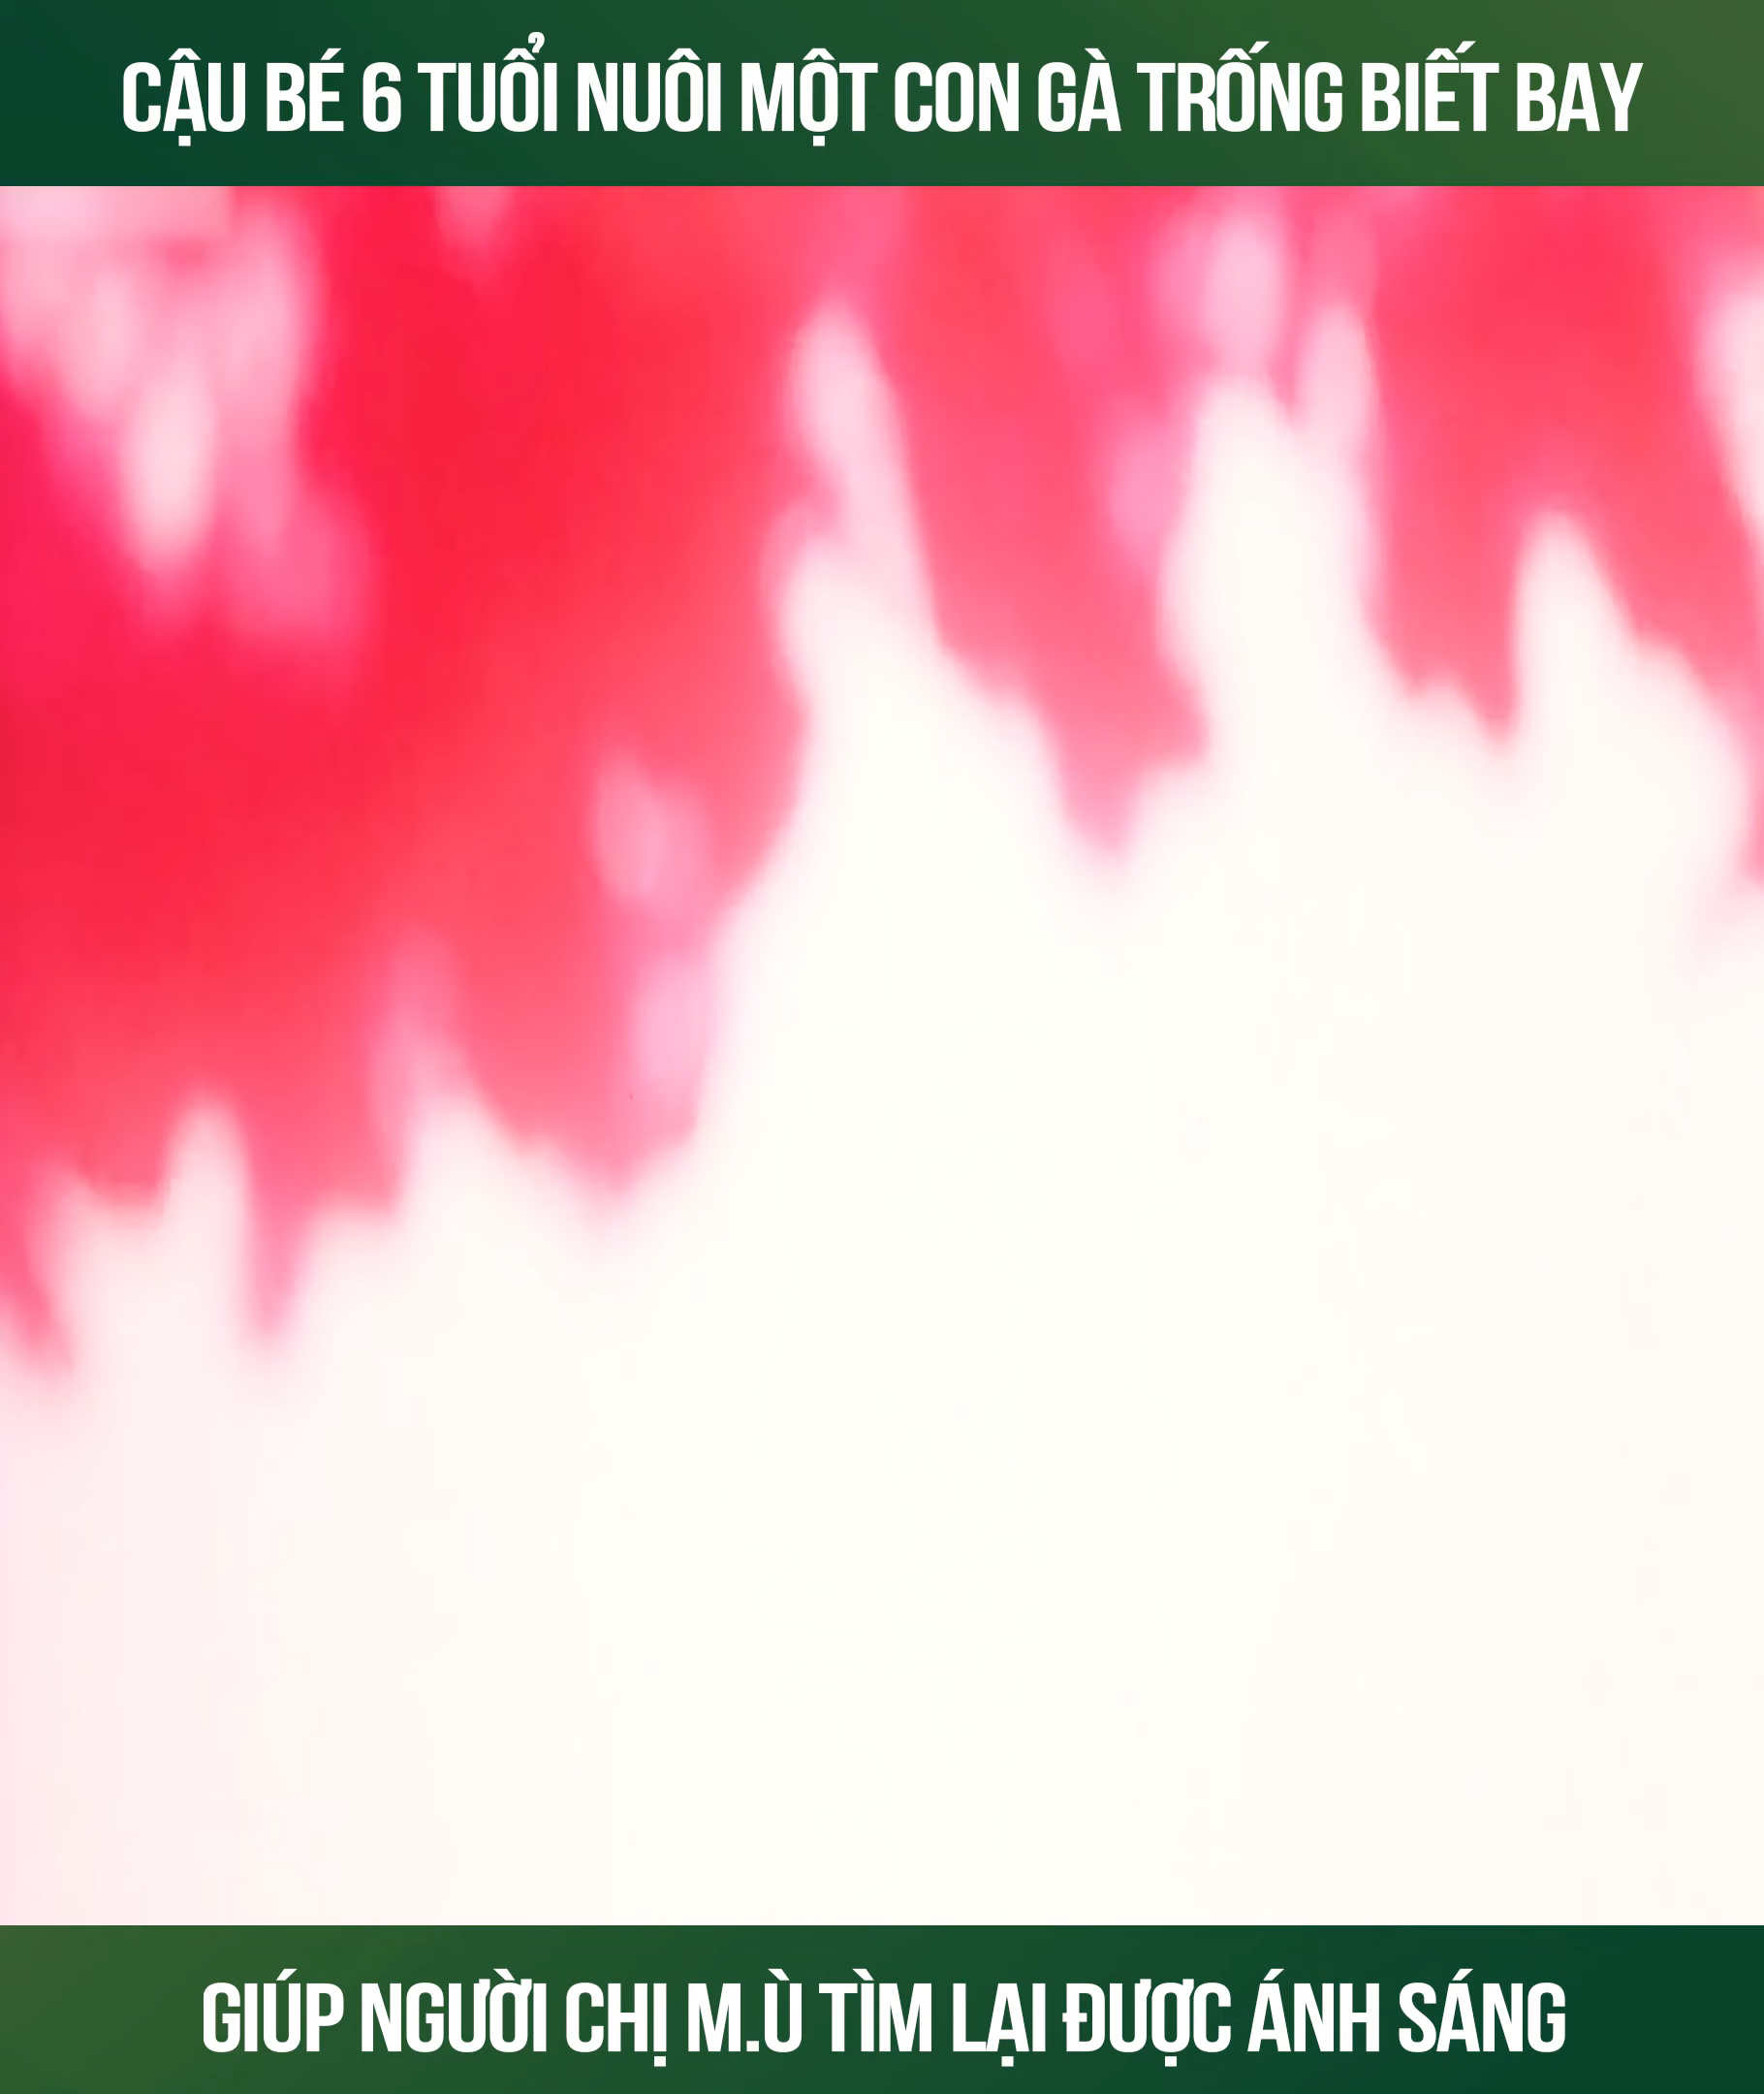 CẬU BÉ 6 TUỔI NUÔI MỘT CON GÀ TRỐNG BIẾT BAY
GIÚP NGƯỜI CHỊ M.Ù TÌM LẠI ĐƯỢC ÁNH SÁNG